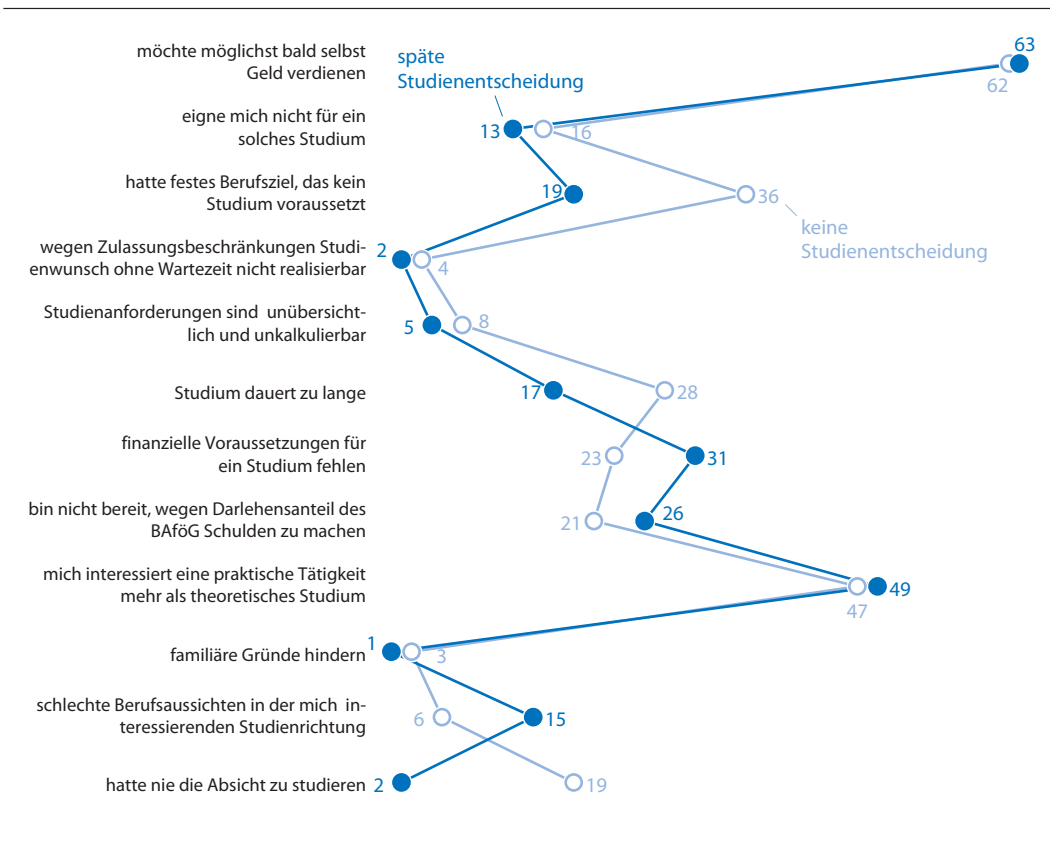 möchte möglichst bald selbst
Geld verdienen
späte
Studienentscheidung
63
62
eigne mich nicht für ein
solches Studium
13
16
hatte festes Berufsziel, das kein
Studium voraussetzt
19
36
keine
Studienentscheidung
wegen Zulassungsbeschränkungen Studi-
enwunsch ohne Wartezeit nicht realisierbar
2
4
Studienanforderungen sind unübersicht-
lich und unkalkulierbar
5
8
Studium dauert zu lange
17
28
finanzielle Voraussetzungen für
ein Studium fehlen
23
31
bin nicht bereit, wegen Darlehensanteil des
BAföG Schulden zu machen
21
26
mich interessiert eine praktische Tätigkeit
mehr als theoretisches Studium
49
47
familiäre Gründe hindern
1
3
schlechte Berufsaussichten in der mich in-
teressierenden Studienrichtung
6
15
hatte nie die Absicht zu studieren
2
19